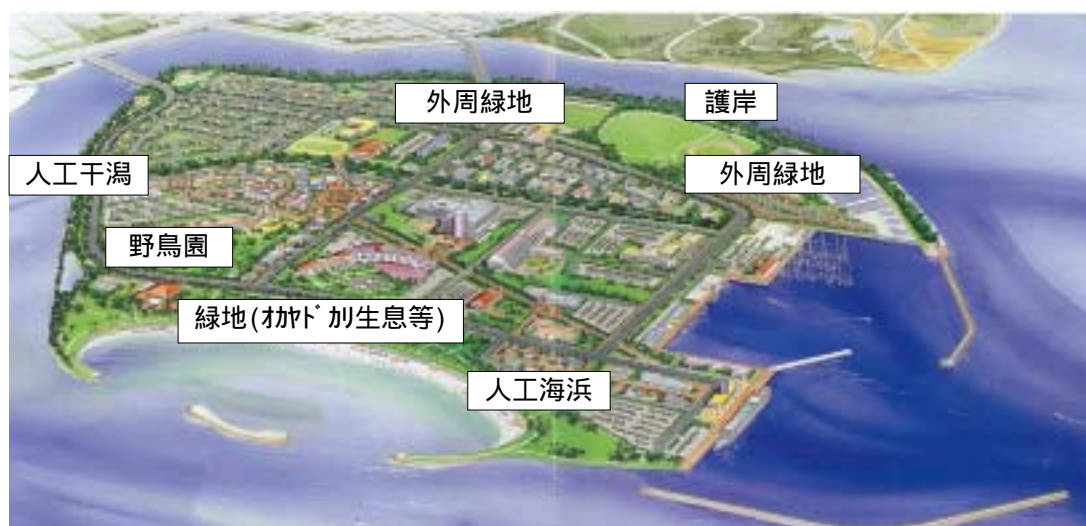 外周緑地
護岸
人工干潟
外周緑地
野鳥園
緑地(ｵｶﾔﾄﾞｶﾘ生息等)
人工海浜